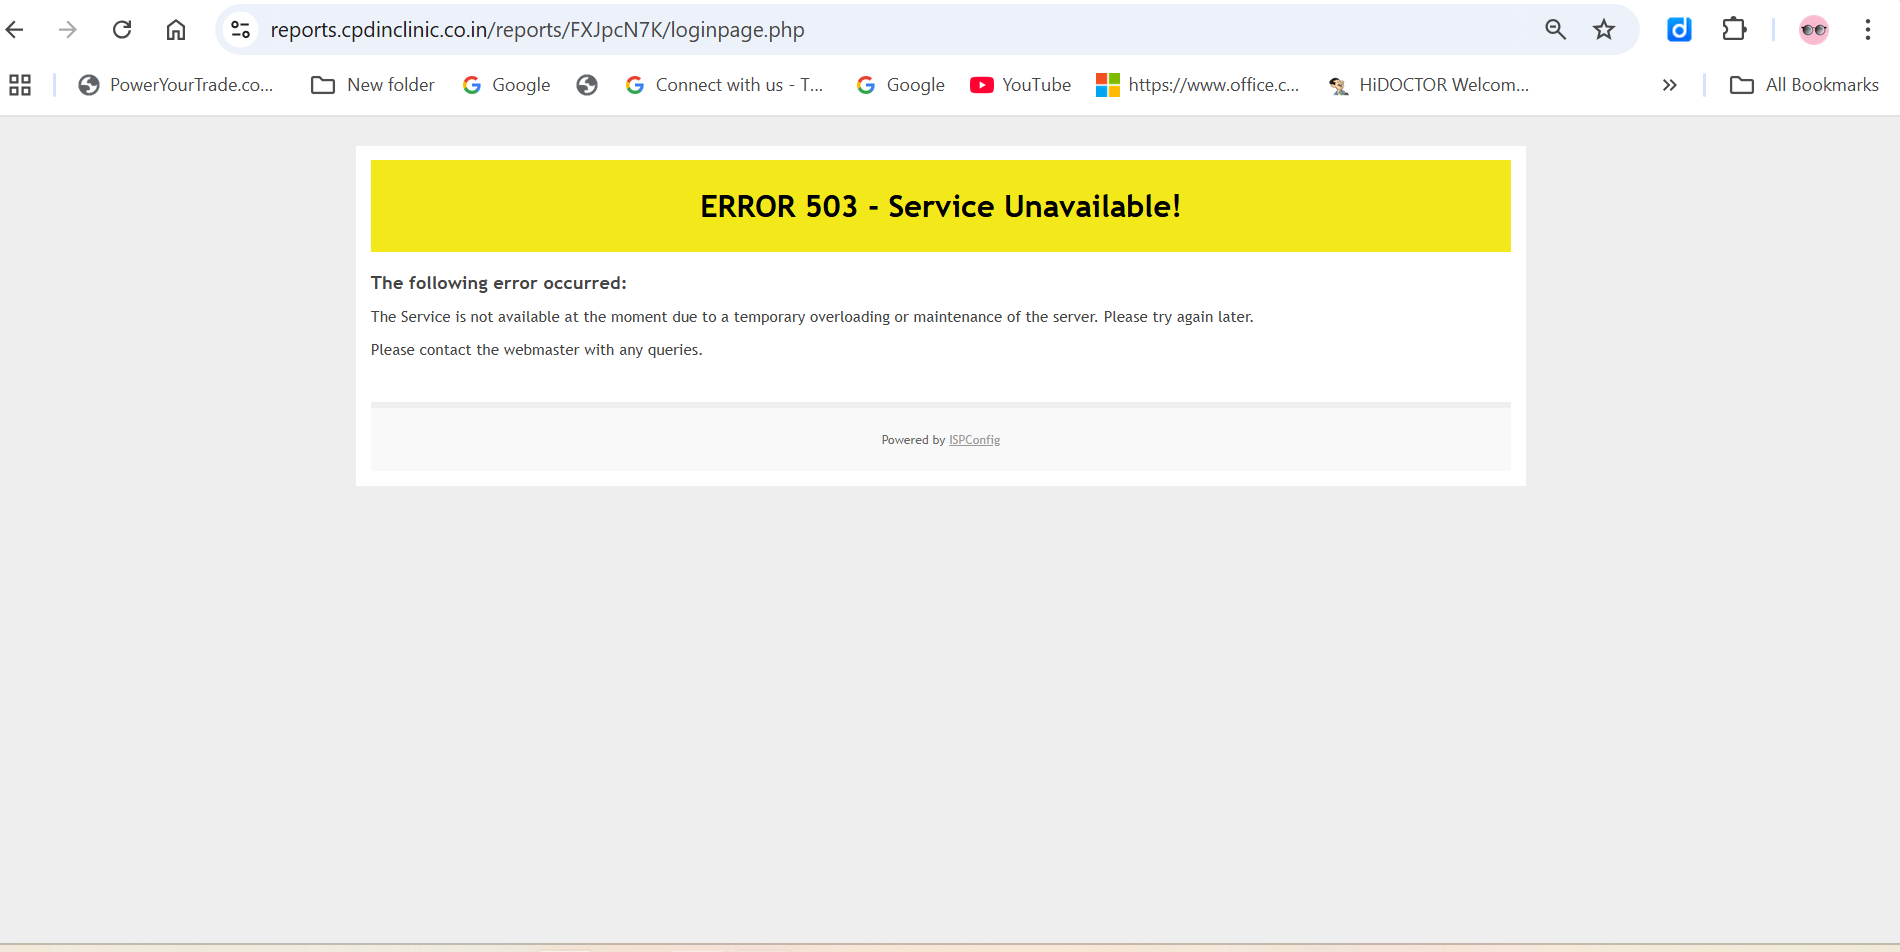 reports.cpdinclinic.co.in/reports/FXJpcN7K/loginpage.php
PowerYourTrade.co... New folder Google Connect with us - T... Google YouTube https://www.office.c... HiDOCTOR Welcom... All Bookmarks
ERROR 503 - Service Unavailable!
The following error occurred:
The Service is not available at the moment due to a temporary overloading or maintenance of the server. Please try again later.
Please contact the webmaster with any queries.
Powered by ISPConfig